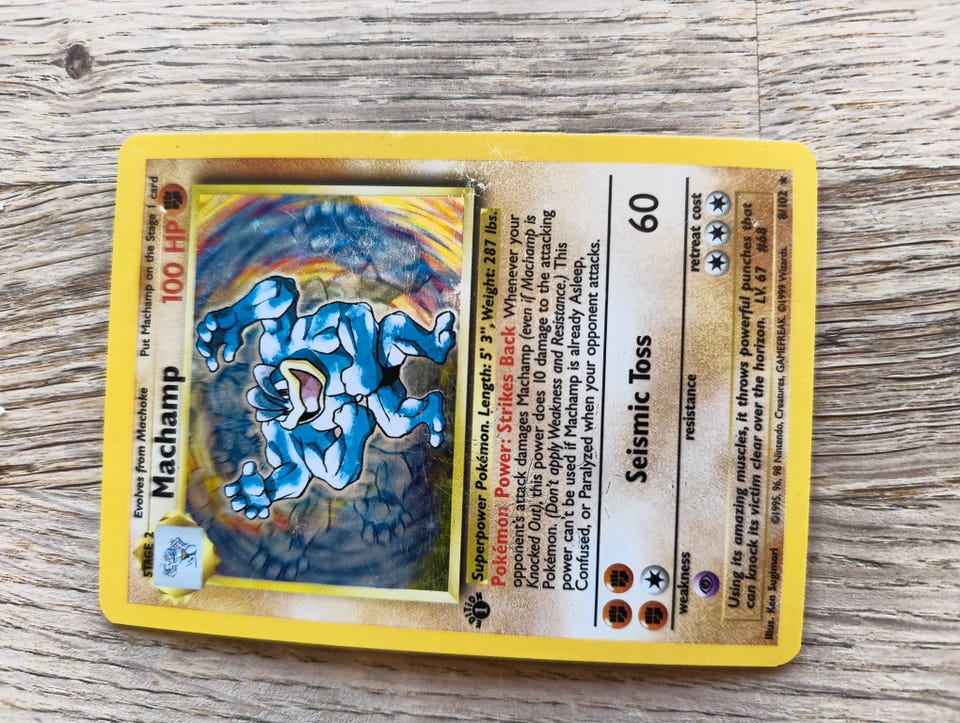 STAGE 2 Evolves from Machoke Put Machamp on the Stage 1 card
Machamp 100 HP
Superpower Pokémon. Length: 5' 3", Weight: 287 lbs.
Pokémon Power: Strikes Back Whenever your
opponent's attack damages Machamp (even if Machamp is
Knocked Out), this power does 10 damage to the attacking
Pokémon. (Don't apply Weakness and Resistance.) This
power can't be used if Machamp is already Asleep,
Confused, or Paralyzed when your opponent attacks.
Seismic Toss 60
weakness resistance retreat cost
Using its amazing muscles, it throws powerful punches that
can knock its victim clear over the horizon. LV. 67 #68
Illus. Ken Sugimori ©1995, 96, 98 Nintendo, Creatures, GAMEFREAK. ©1999 Wizards. 8/102 ★